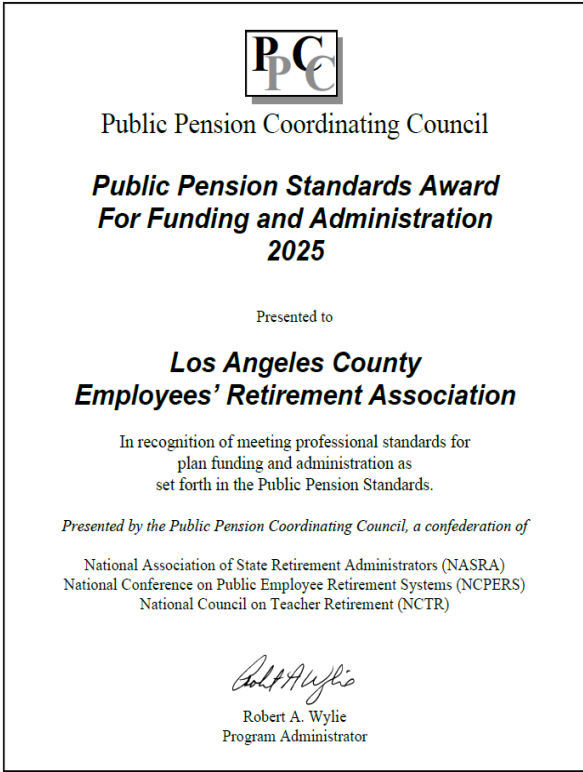 PPCC
Public Pension Coordinating Council
Public Pension Standards Award
For Funding and Administration
2025
Presented to
Los Angeles County
Employees’ Retirement Association
In recognition of meeting professional standards for
plan funding and administration as
set forth in the Public Pension Standards.
Presented by the Public Pension Coordinating Council, a confederation of
National Association of State Retirement Administrators (NASRA)
National Conference on Public Employee Retirement Systems (NCPERS)
National Council on Teacher Retirement (NCTR)
Robert A Wylie
Robert A. Wylie
Program Administrator